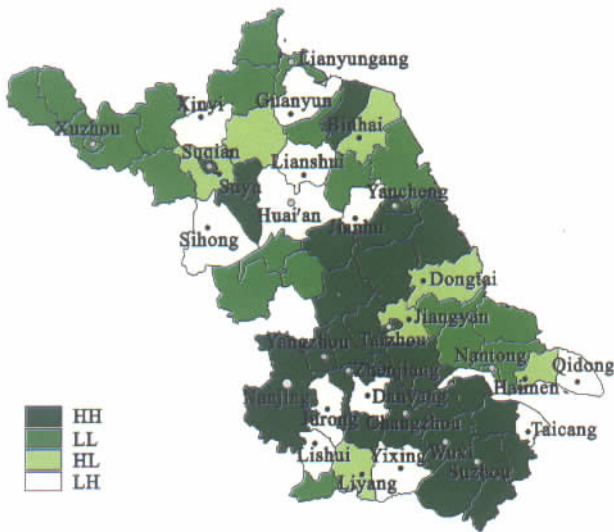 Lianyungang
Xinyi
Guanyun
Xuzhou
Binhai
Suqian
Lianshui
Suyu
Yancheng
Huai'an
Jianhu
Sihong
Dongtai
Jiangyan
Taizhou
Yangzhou
Nantong
Zhenjiang
Qidong
Nanjing
Danyang
Haimen
Jurong
Changzhou
Taicang
Lishui
Yixing
Wuxi
Suzhou
Liyang
HH
LL
HL
LH